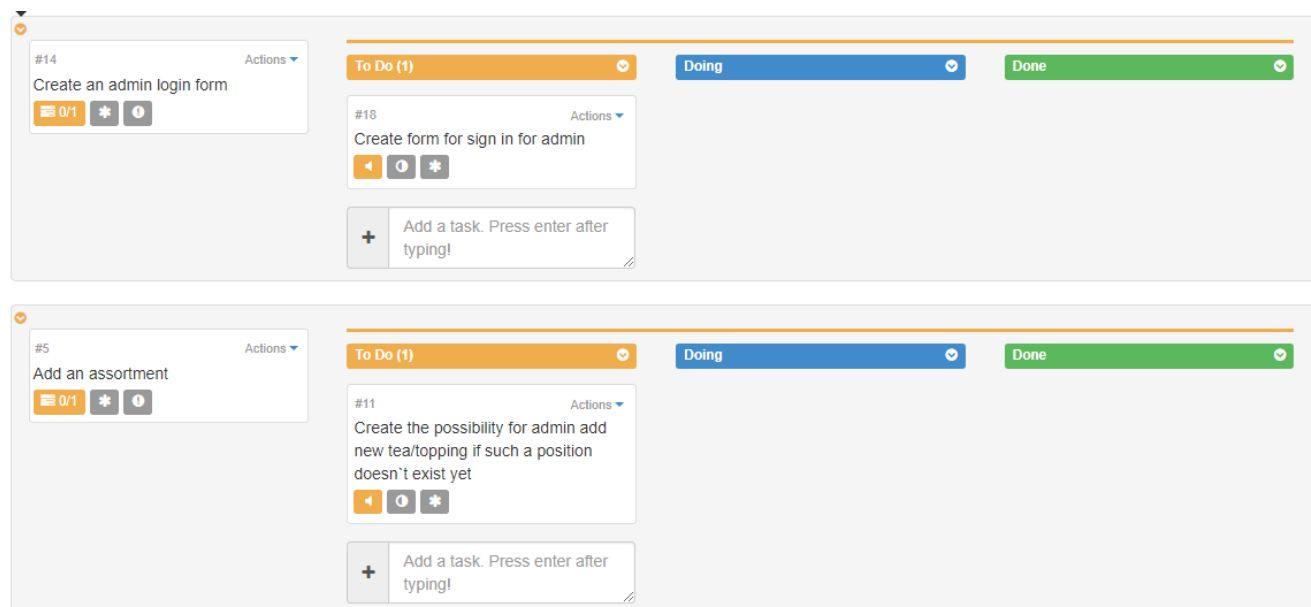 #14 Actions
Create an admin login form
0/1
To Do (1)
Doing
Done
#18 Actions
Create form for sign in for admin
Add a task. Press enter after
typing!
#5 Actions
Add an assortment
0/1
To Do (1)
Doing
Done
#11 Actions
Create the possibility for admin add
new tea/topping if such a position
doesn`t exist yet
Add a task. Press enter after
typing!